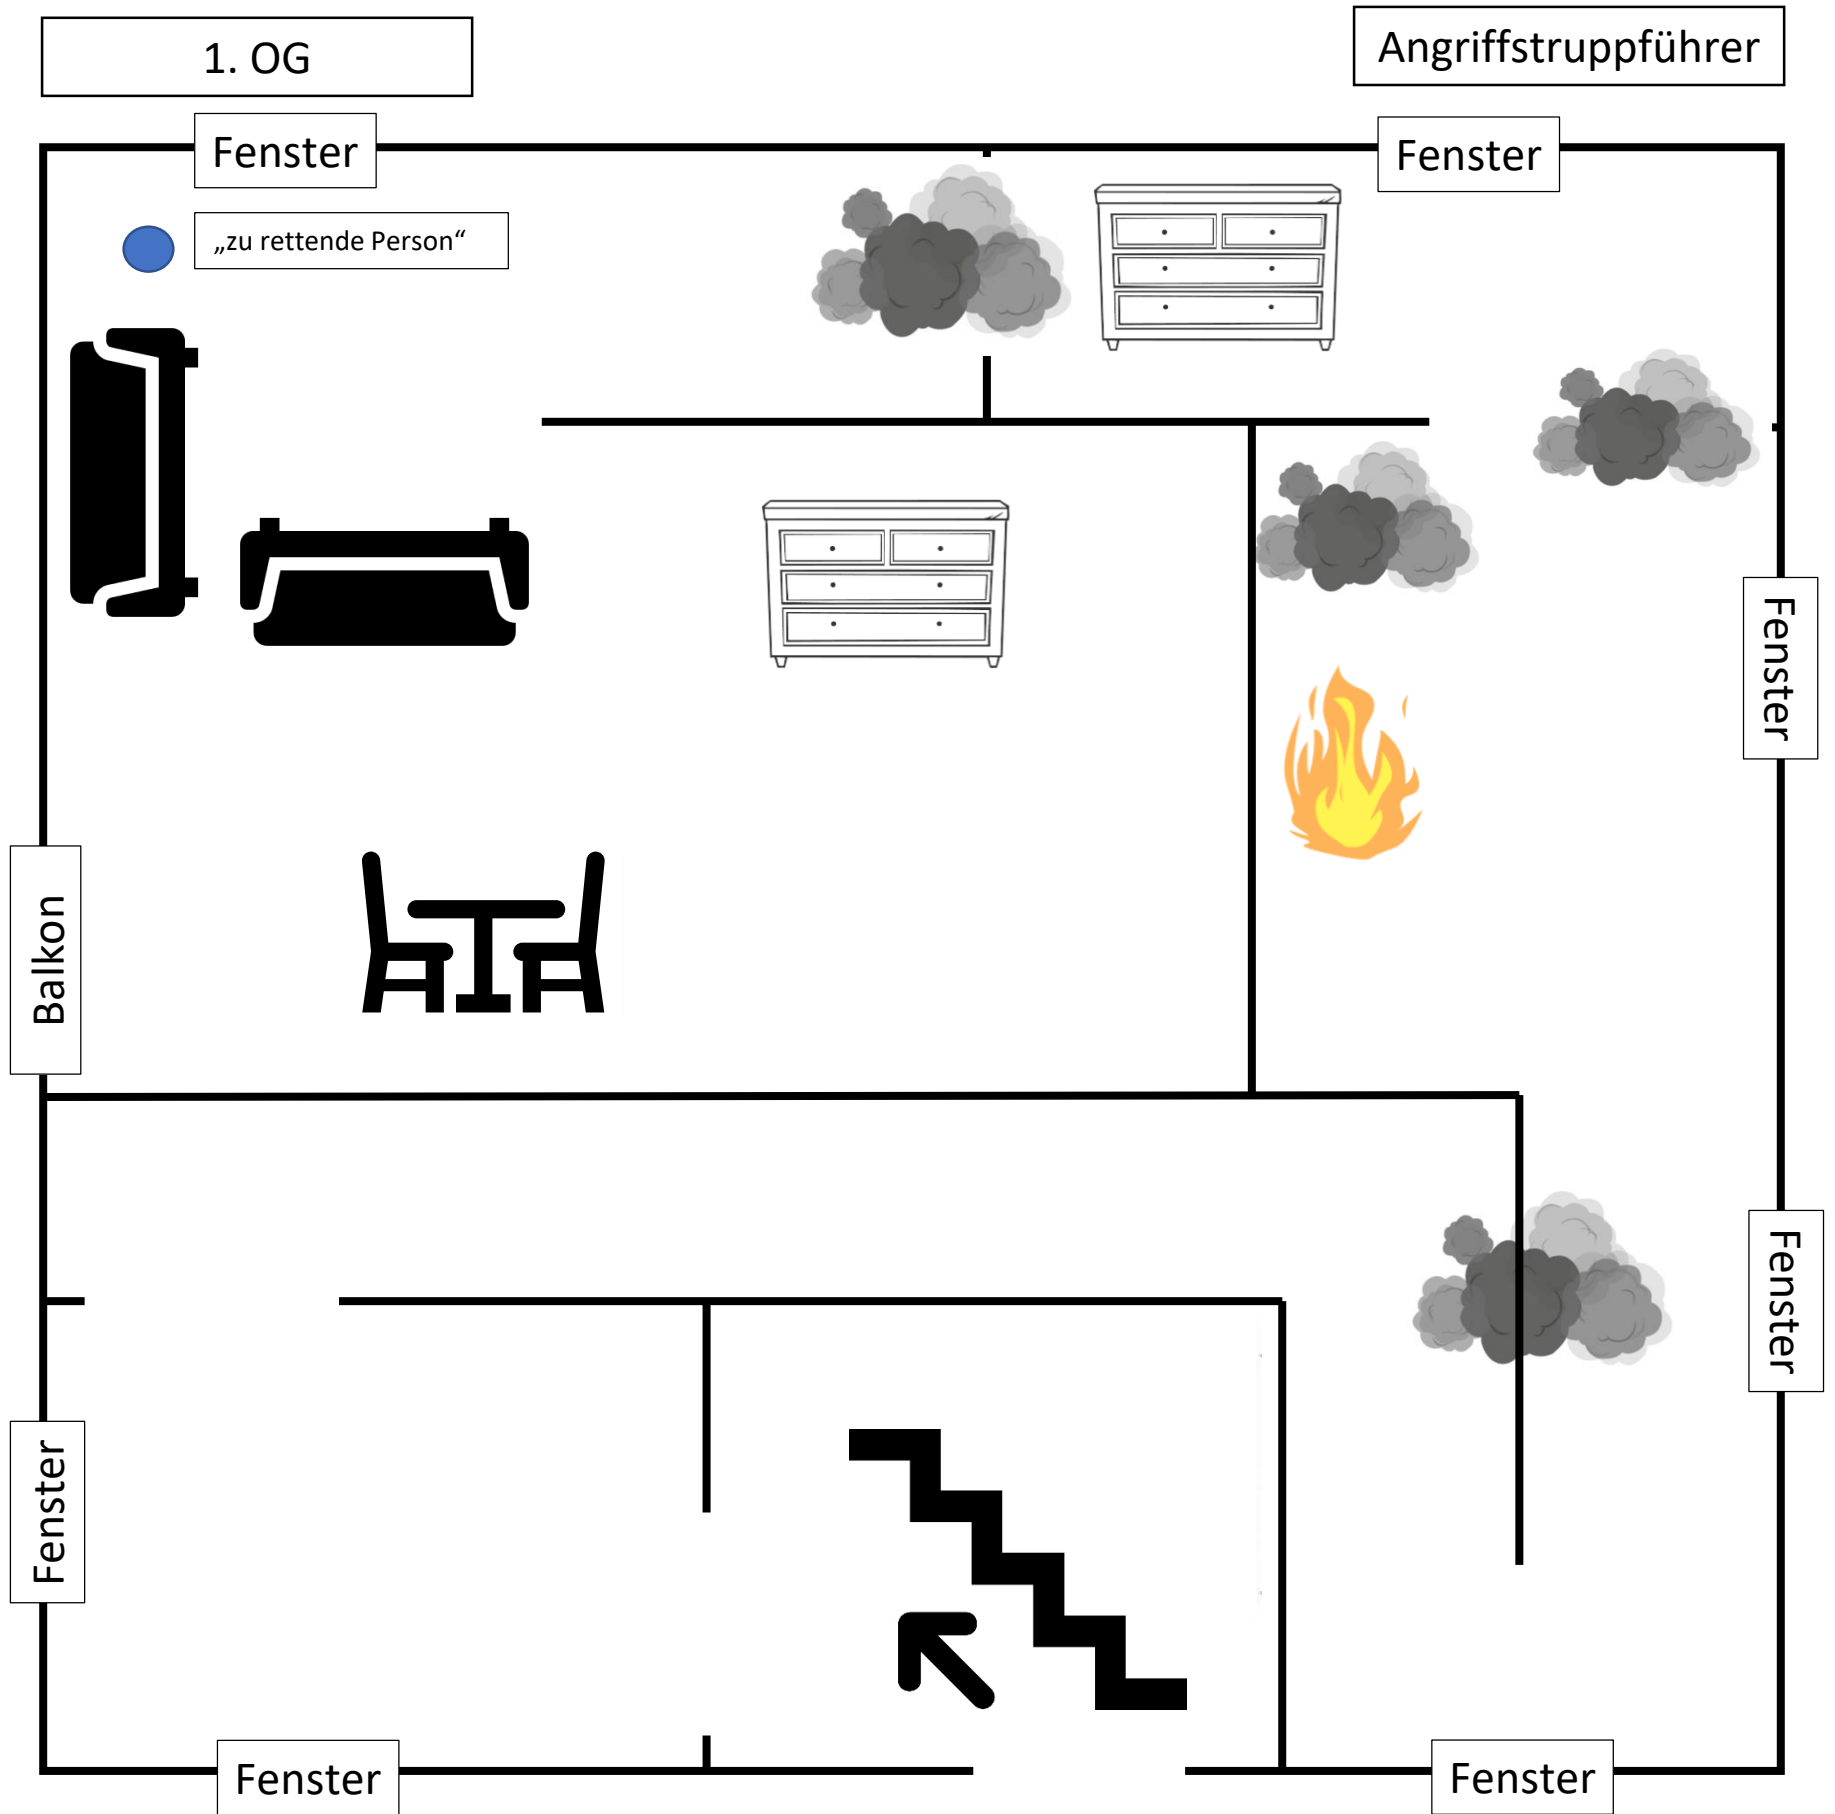 1. OG
Angriffstruppführer
Fenster
Fenster
„zu rettende Person“
Fenster
Balkon
Fenster
Fenster
Fenster
Fenster